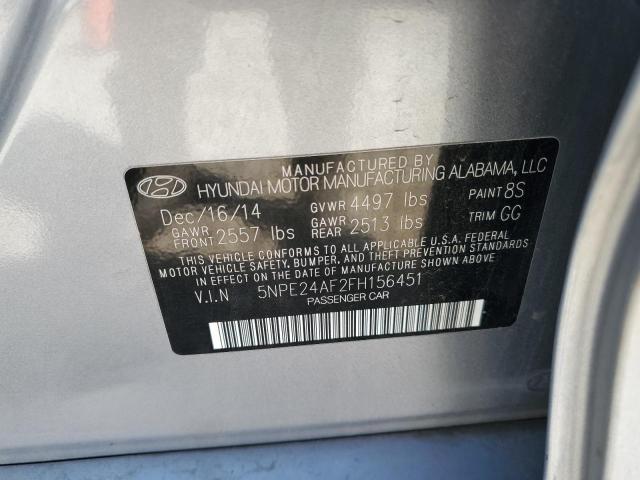 MANUFACTURED BY
HYUNDAI MOTOR MANUFACTURING ALABAMA, LLC
Dec/16/14 GVWR 4497 lbs PAINT 8S
GAWR FRONT 2557 lbs GAWR REAR 2513 lbs TRIM GG
THIS VEHICLE CONFORMS TO ALL APPLICABLE U.S.A. FEDERAL
MOTOR VEHICLE SAFETY, BUMPER, AND THEFT PREVENTION STANDARDS
IN EFFECT ON THE DATE OF MANUFACTURE SHOWN ABOVE.
V.I.N 5NPE24AF2FH156451
PASSENGER CAR